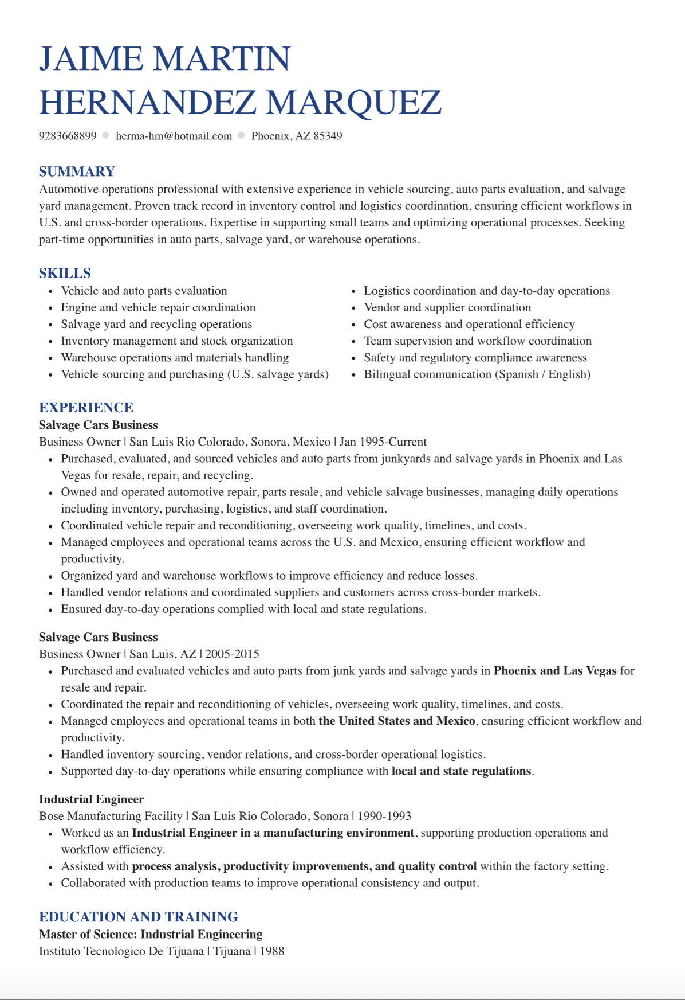 JAIME MARTIN
HERNANDEZ MARQUEZ
9283668899 herma-hm@hotmail.com Phoenix, AZ 85349
SUMMARY
Automotive operations professional with extensive experience in vehicle sourcing, auto parts evaluation, and salvage
yard management. Proven track record in inventory control and logistics coordination, ensuring efficient workflows in
U.S. and cross-border operations. Expertise in supporting small teams and optimizing operational processes. Seeking
part-time opportunities in auto parts, salvage yard, or warehouse operations.
SKILLS
• Vehicle and auto parts evaluation
• Engine and vehicle repair coordination
• Salvage yard and recycling operations
• Inventory management and stock organization
• Warehouse operations and materials handling
• Vehicle sourcing and purchasing (U.S. salvage yards)
• Logistics coordination and day-to-day operations
• Vendor and supplier coordination
• Cost awareness and operational efficiency
• Team supervision and workflow coordination
• Safety and regulatory compliance awareness
• Bilingual communication (Spanish / English)
EXPERIENCE
Salvage Cars Business
Business Owner | San Luis Rio Colorado, Sonora, Mexico | Jan 1995-Current
• Purchased, evaluated, and sourced vehicles and auto parts from junkyards and salvage yards in Phoenix and Las
Vegas for resale, repair, and recycling.
• Owned and operated automotive repair, parts resale, and vehicle salvage businesses, managing daily operations
including inventory, purchasing, logistics, and staff coordination.
• Coordinated vehicle repair and reconditioning, overseeing work quality, timelines, and costs.
• Managed employees and operational teams across the U.S. and Mexico, ensuring efficient workflow and
productivity.
• Organized yard and warehouse workflows to improve efficiency and reduce losses.
• Handled vendor relations and coordinated suppliers and customers across cross-border markets.
• Ensured day-to-day operations complied with local and state regulations.
Salvage Cars Business
Business Owner | San Luis, AZ | 2005-2015
• Purchased and evaluated vehicles and auto parts from junk yards and salvage yards in Phoenix and Las Vegas for
resale and repair.
• Coordinated the repair and reconditioning of vehicles, overseeing work quality, timelines, and costs.
• Managed employees and operational teams in both the United States and Mexico, ensuring efficient workflow and
productivity.
• Handled inventory sourcing, vendor relations, and cross-border operational logistics.
• Supported day-to-day operations while ensuring compliance with local and state regulations.
Industrial Engineer
Bose Manufacturing Facility | San Luis Rio Colorado, Sonora | 1990-1993
• Worked as an Industrial Engineer in a manufacturing environment, supporting production operations and
workflow efficiency.
• Assisted with process analysis, productivity improvements, and quality control within the factory setting.
• Collaborated with production teams to improve operational consistency and output.
EDUCATION AND TRAINING
Master of Science: Industrial Engineering
Instituto Tecnologico De Tijuana | Tijuana | 1988